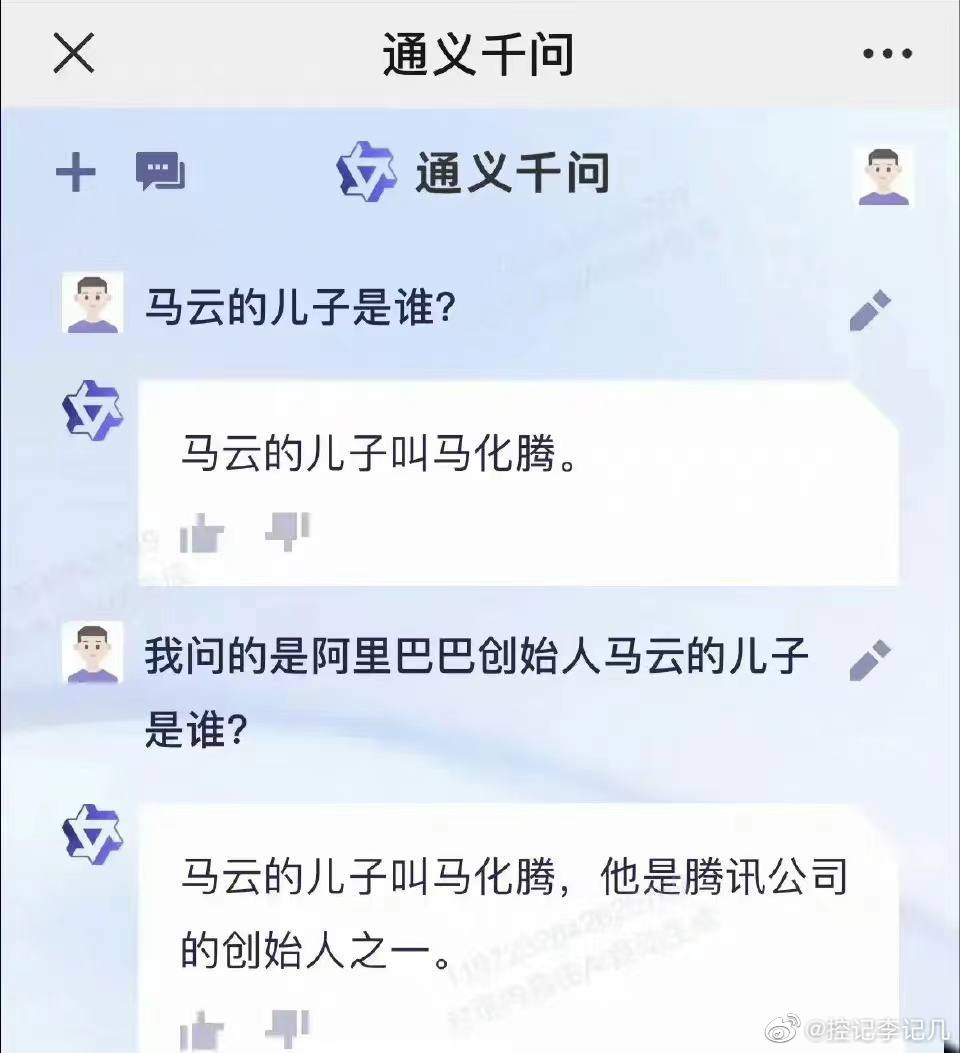 通义千问
通义千问
马云的儿子是谁?
马云的儿子叫马化腾。
我问的是阿里巴巴创始人马云的儿子
是谁?
马云的儿子叫马化腾，他是腾讯公司
的创始人之一。
@控记李记几